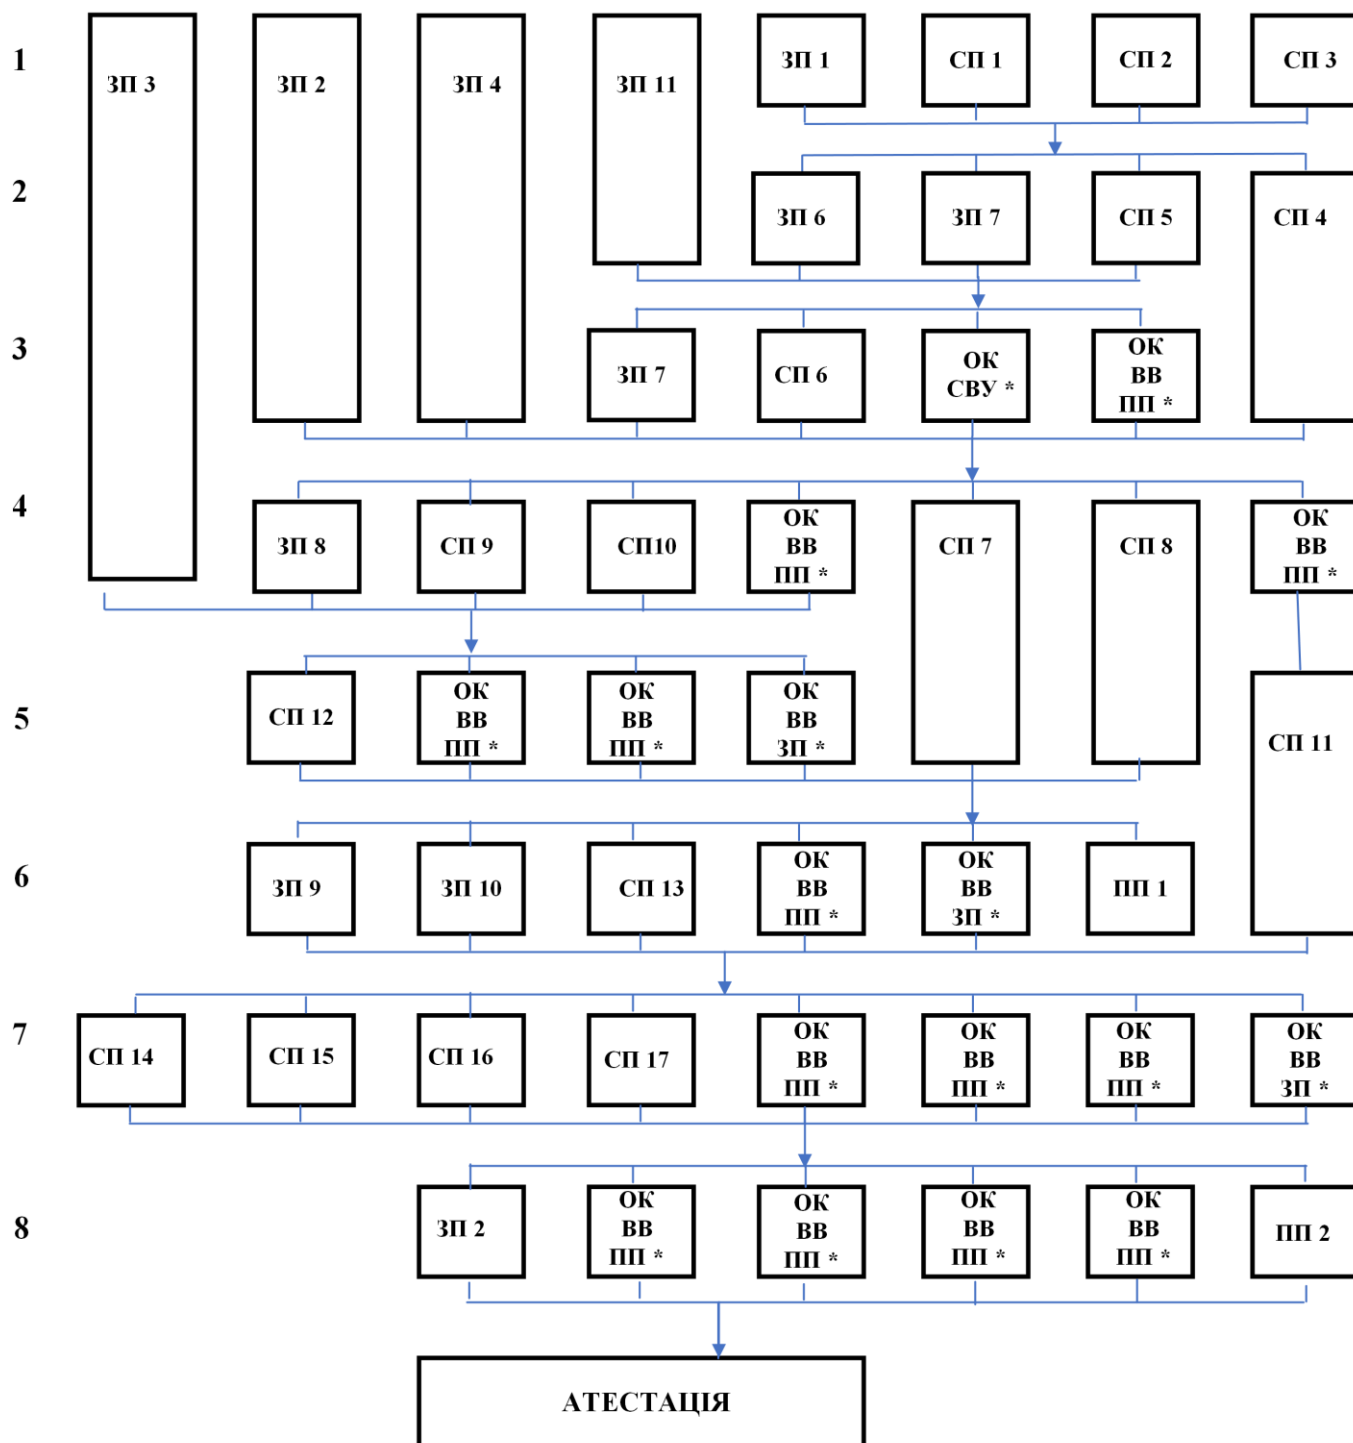 1
ЗП 3
ЗП 2
ЗП 4
ЗП 11
ЗП 1
СП 1
СП 2
СП 3
2
ЗП 6
ЗП 7
СП 5
СП 4
3
ЗП 7
СП 6
ОК
СВУ *
ОК
ВВ
ПП *
4
ЗП 8
СП 9
СП10
ОК
ВВ
ПП *
СП 7
СП 8
ОК
ВВ
ПП *
5
СП 12
ОК
ВВ
ПП *
ОК
ВВ
ПП *
ОК
ВВ
ЗП *
СП 11
6
ЗП 9
ЗП 10
СП 13
ОК
ВВ
ПП *
ОК
ВВ
ЗП *
ПП 1
7
СП 14
СП 15
СП 16
СП 17
ОК
ВВ
ПП *
ОК
ВВ
ПП *
ОК
ВВ
ПП *
ОК
ВВ
ЗП *
8
ЗП 2
ОК
ВВ
ПП *
ОК
ВВ
ПП *
ОК
ВВ
ПП *
ОК
ВВ
ПП *
ПП 2
АТЕСТАЦІЯ